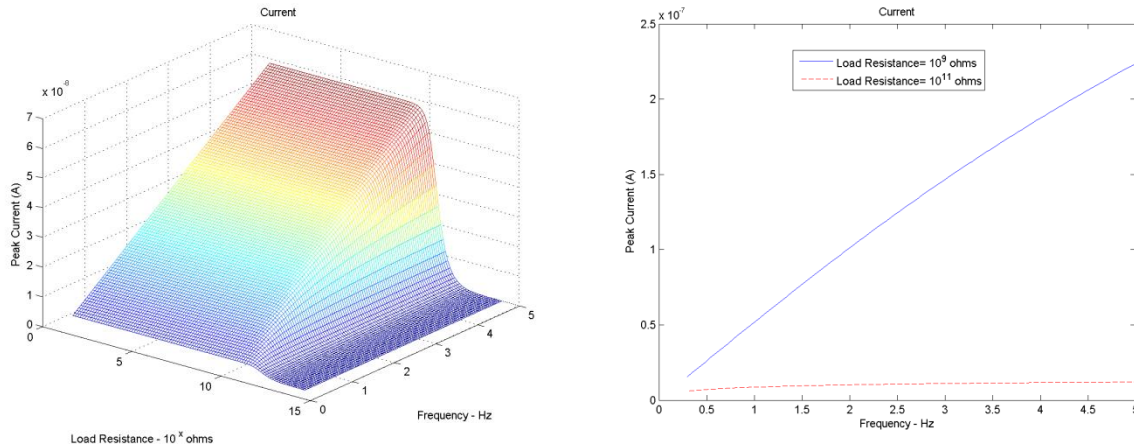 Current
x 10^-8
7
6
5
4
3
2
1
0
Peak Current (A)
0
5
10
15
Load Resistance - 10^x ohms
0
1
2
3
4
5
Frequency - Hz
Current
x 10^-7
2.5
2
1.5
1
0.5
0
Peak Current (A)
Load Resistance= 10^9 ohms
Load Resistance= 10^11 ohms
0 0.5 1 1.5 2 2.5 3 3.5 4 4.5 5
Frequency - Hz